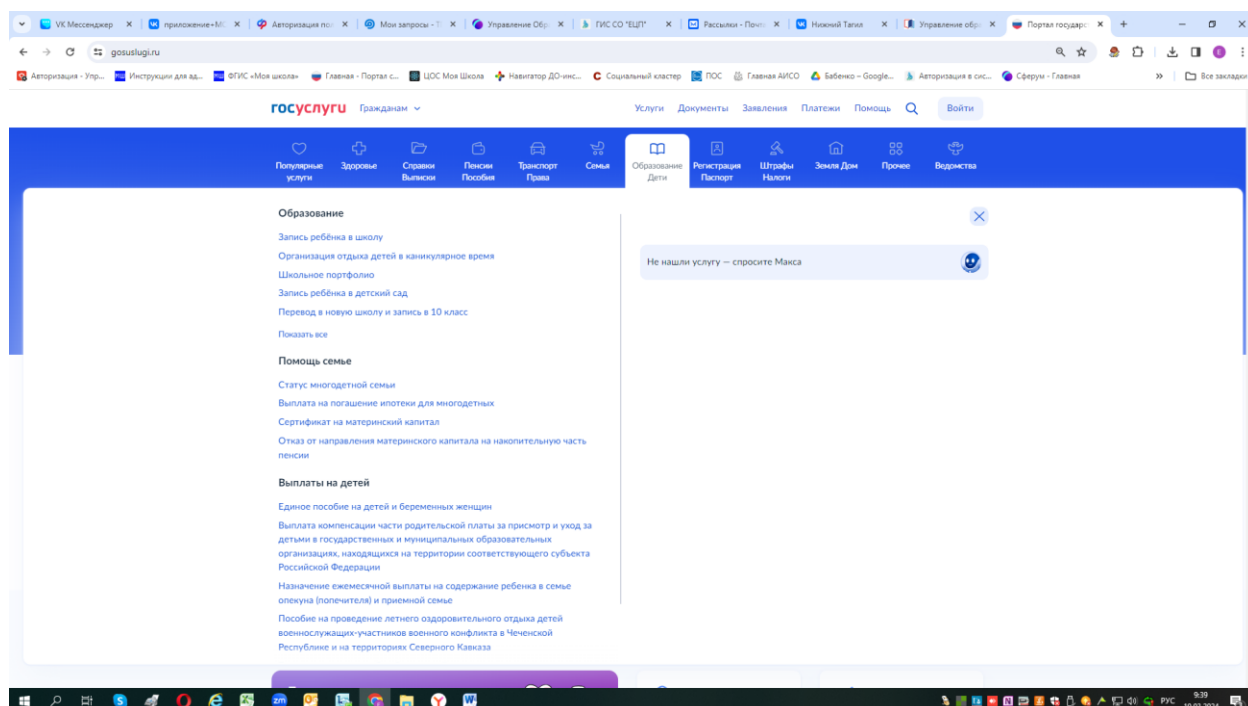 VK Мессенджер
приложение+М
Авторизация пол
Мои запросы - Т
Управление Обр
ГИС СО "ЕЦП"
Рассылки - Почт
Нижний Тагил
Управление обр
Портал государс
gosuslugi.ru
Авторизация - Упр...
Инструкции для ад...
ФГИС «Моя школа»
Главная - Портал с...
ЦОС Моя Школа
Навигатор ДО-инс...
Социальный кластер
ПОС
Главная АИСО
Бабенко – Google...
Авторизация в сис...
Сферум - Главная
»
Все закладки
госуслуги
Гражданам
Услуги Документы Заявления Платежи Помощь
Войти
Популярные
услуги
Здоровье
Справки
Выписки
Пенсии
Пособия
Транспорт
Права
Семья
Образование
Дети
Регистрация
Паспорт
Штрафы
Налоги
Земля Дом
Прочее
Ведомства
Образование
Запись ребёнка в школу
Организация отдыха детей в каникулярное время
Школьное портфолио
Запись ребёнка в детский сад
Перевод в новую школу и запись в 10 класс
Показать все
Помощь семье
Статус многодетной семьи
Выплата на погашение ипотеки для многодетных
Сертификат на материнский капитал
Отказ от направления материнского капитала на накопительную часть
пенсии
Выплаты на детей
Единое пособие на детей и беременных женщин
Выплата компенсации части родительской платы за присмотр и уход за
детьми в государственных и муниципальных образовательных
организациях, находящихся на территории соответствующего субъекта
Российской Федерации
Назначение ежемесячной выплаты на содержание ребенка в семье
опекуна (попечителя) и приемной семье
Пособие на проведение летнего оздоровительного отдыха детей
военнослужащих-участников военного конфликта в Чеченской
Республике и на территориях Северного Кавказа
Не нашли услугу — спросите Макса
РУС
9:39